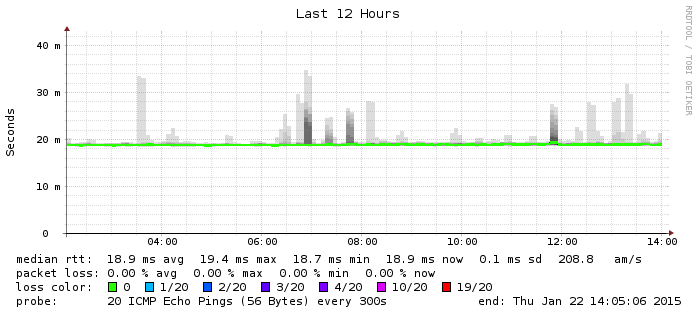 Last 12 Hours
RRDTOOL / TOBI OETIKER
Seconds
40 m
30 m
20 m
10 m
0
04:00 06:00 08:00 10:00 12:00 14:00
median rtt: 18.9 ms avg 19.4 ms max 18.7 ms min 18.9 ms now 0.1 ms sd 208.8 am/s
packet loss: 0.00 % avg 0.00 % max 0.00 % min 0.00 % now
loss color: 0 1/20 2/20 3/20 4/20 10/20 19/20
probe: 20 ICMP Echo Pings (56 Bytes) every 300s end: Thu Jan 22 14:05:06 2015